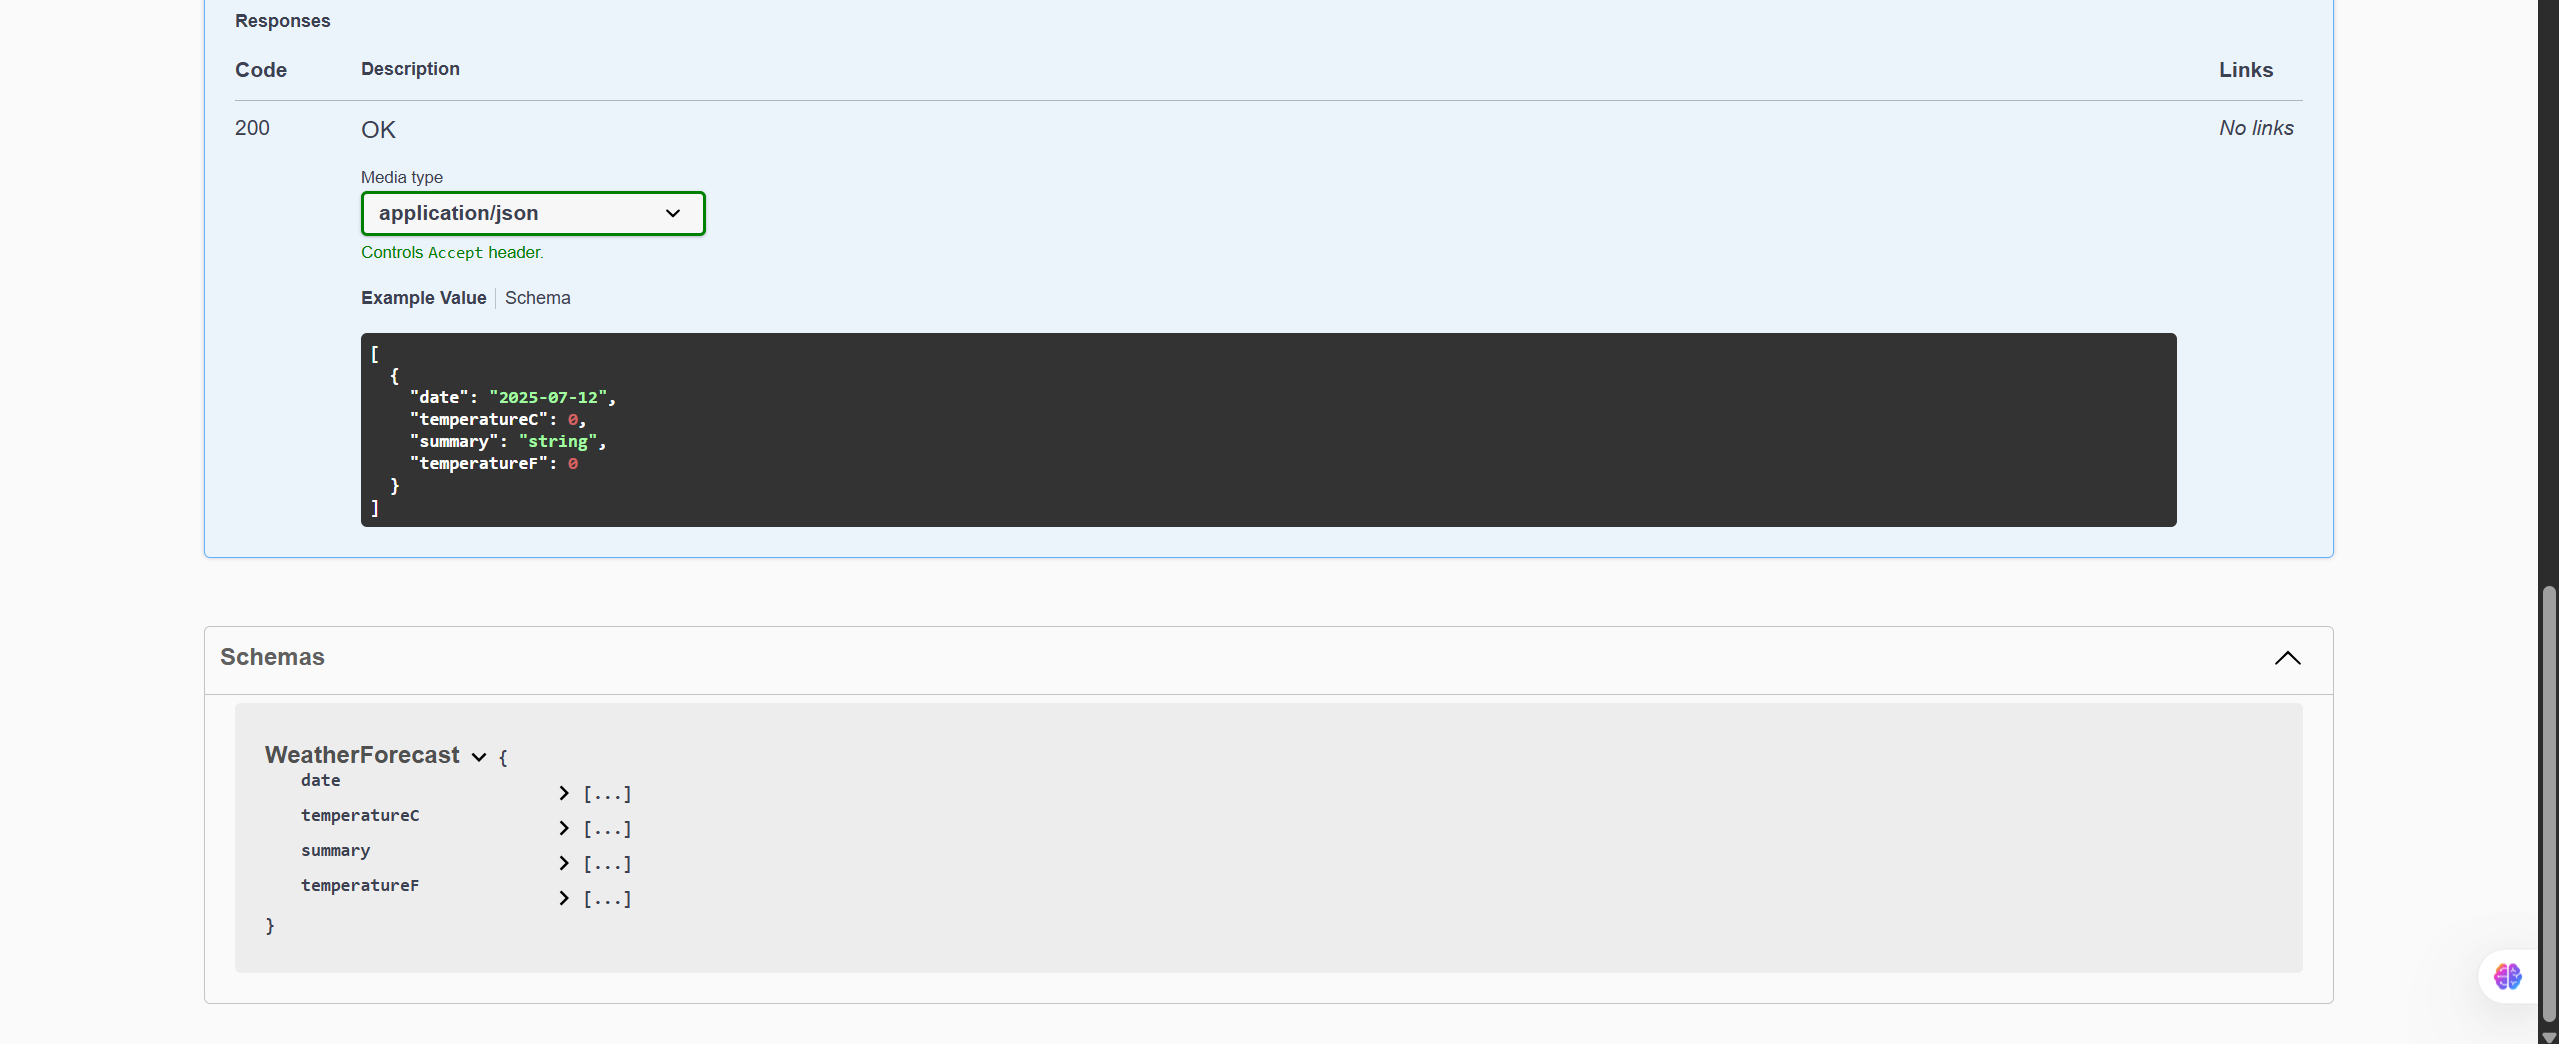 Responses
Code Description Links
200 OK No links
Media type
application/json
Controls Accept header.
Example Value Schema
[
  {
    "date": "2025-07-12",
    "temperatureC": 0,
    "summary": "string",
    "temperatureF": 0
  }
]
Schemas
WeatherForecast {
date
[...]
temperatureC
[...]
summary
[...]
temperatureF
[...]
}